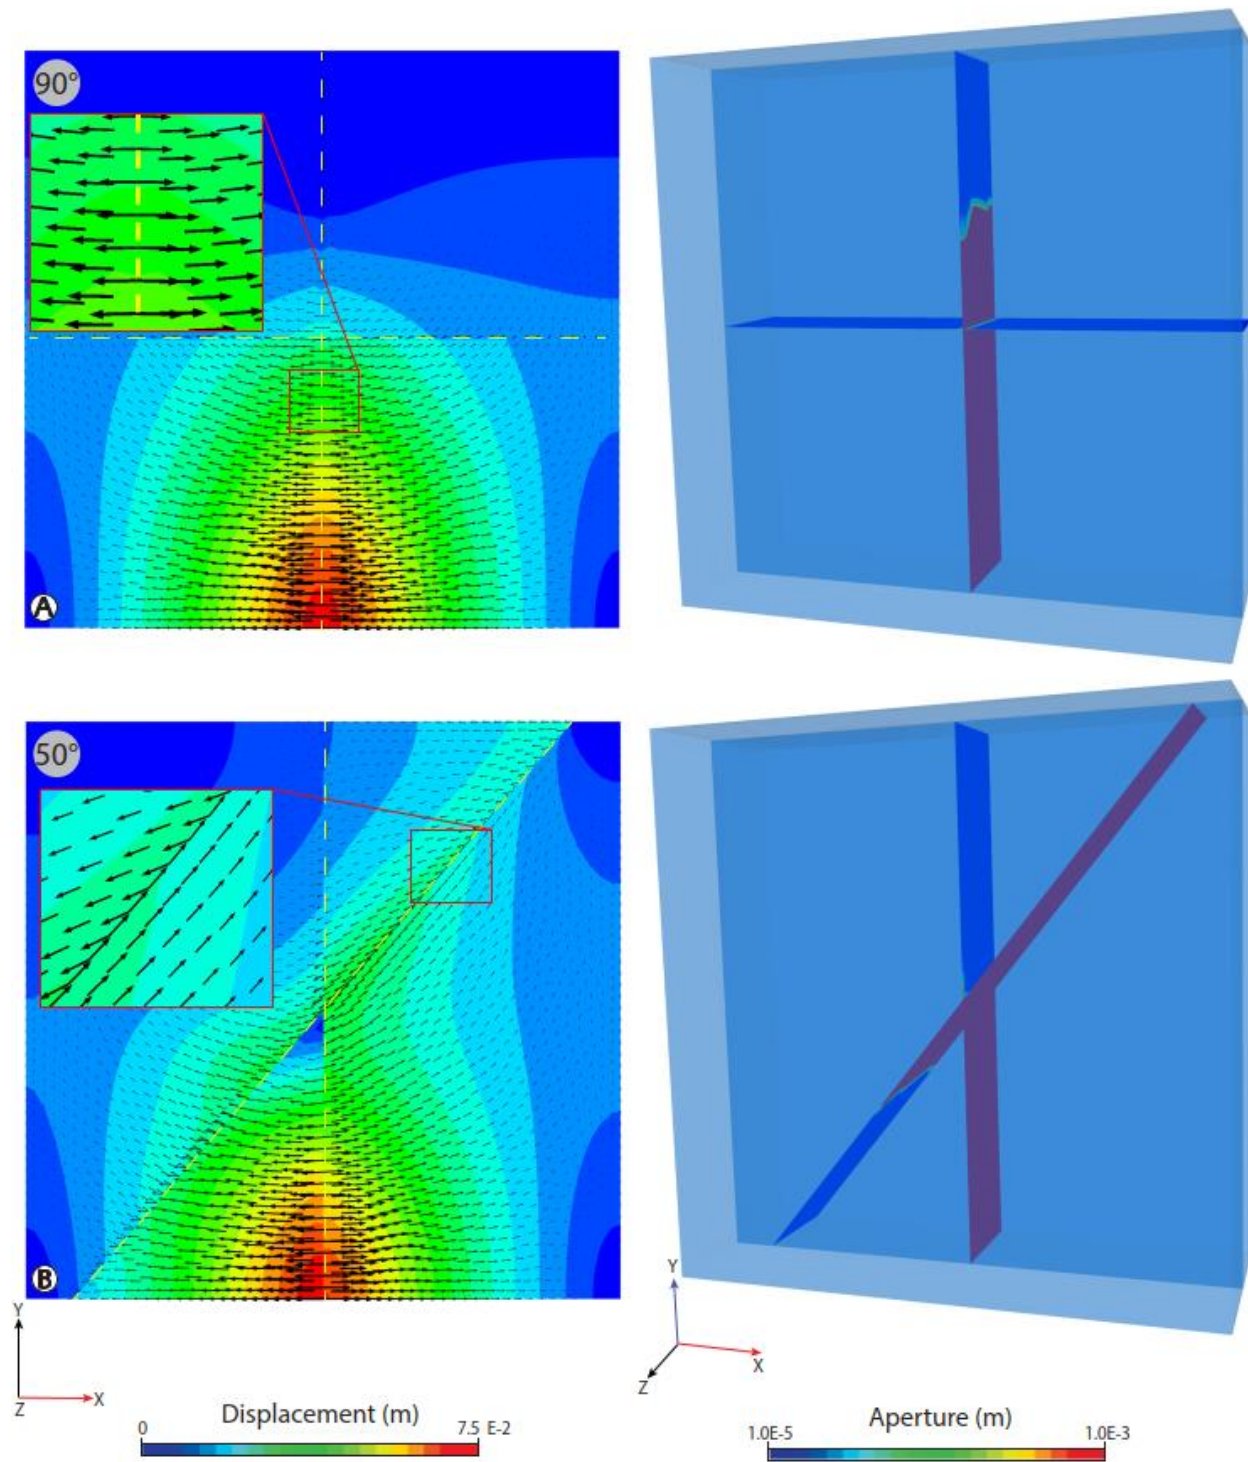 90°
A
50°
B
Y
X
Z
Y
X
Z
Displacement (m)
0 7.5 E-2
Aperture (m)
1.0E-5 1.0E-3